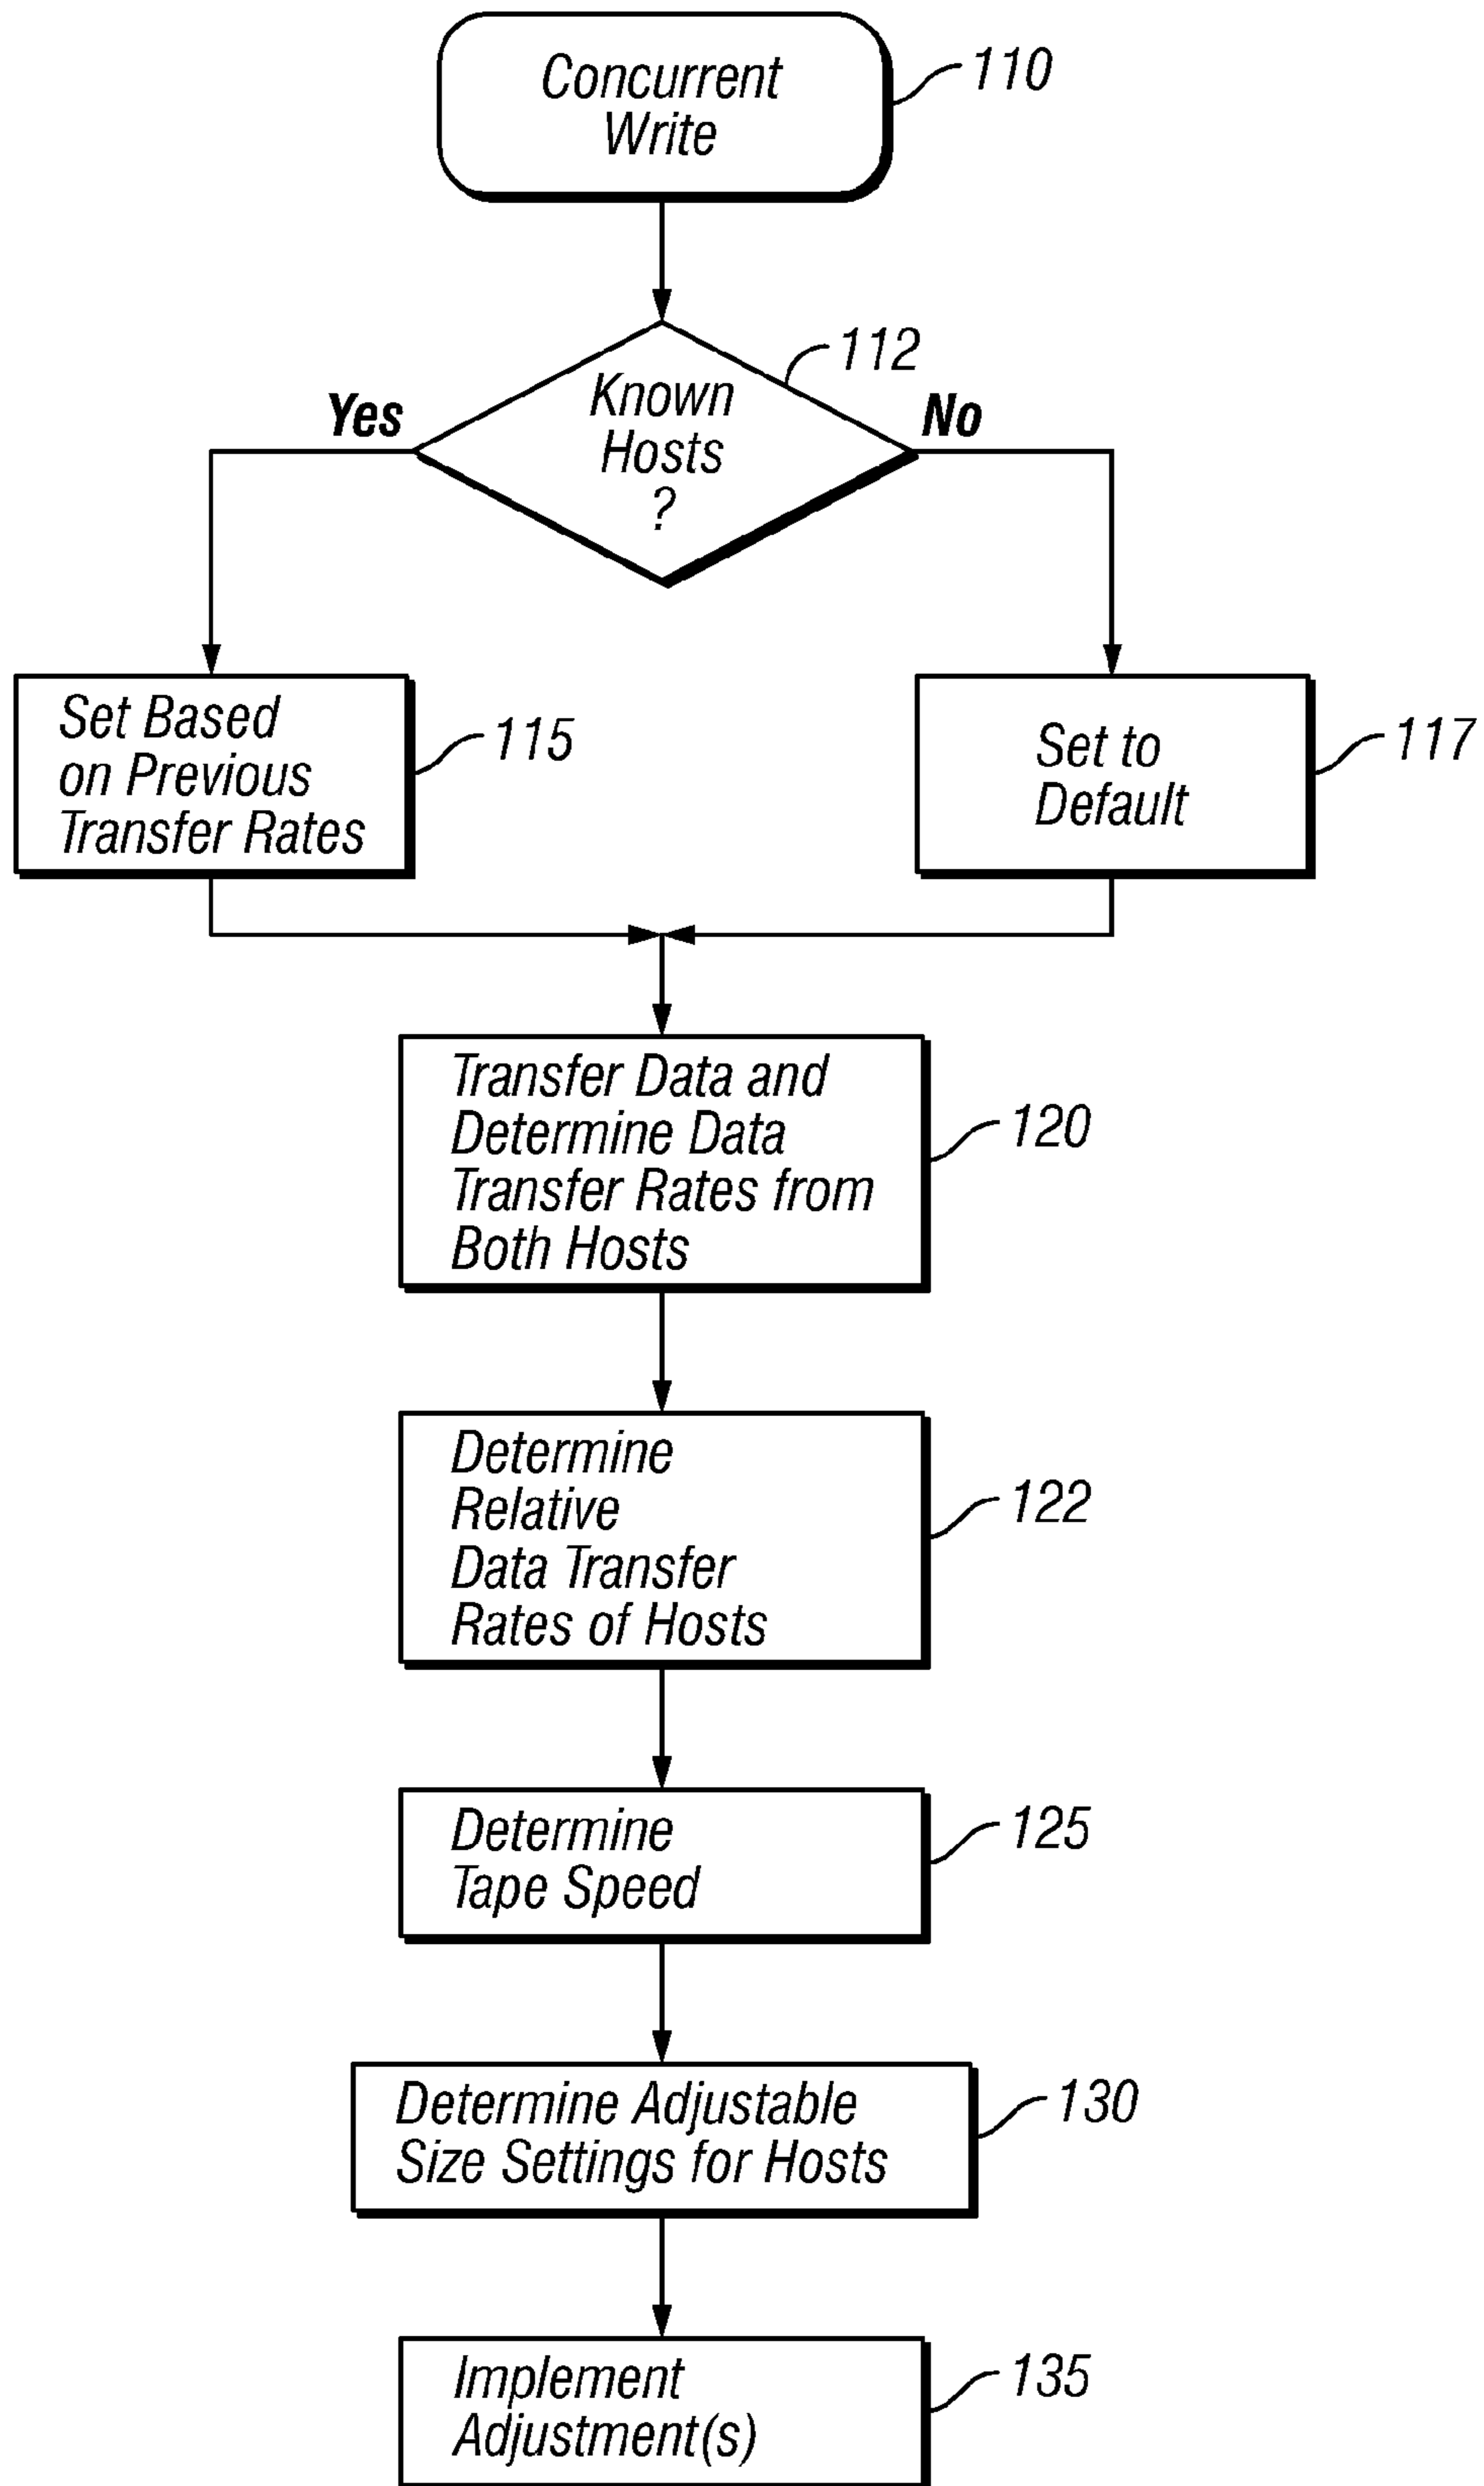 Concurrent
Write
110
Known
Hosts
?
112
Yes
No
Set Based
on Previous
Transfer Rates
115
Set to
Default
117
Transfer Data and
Determine Data
Transfer Rates from
Both Hosts
120
Determine
Relative
Data Transfer
Rates of Hosts
122
Determine
Tape Speed
125
Determine Adjustable
Size Settings for Hosts
130
Implement
Adjustment(s)
135